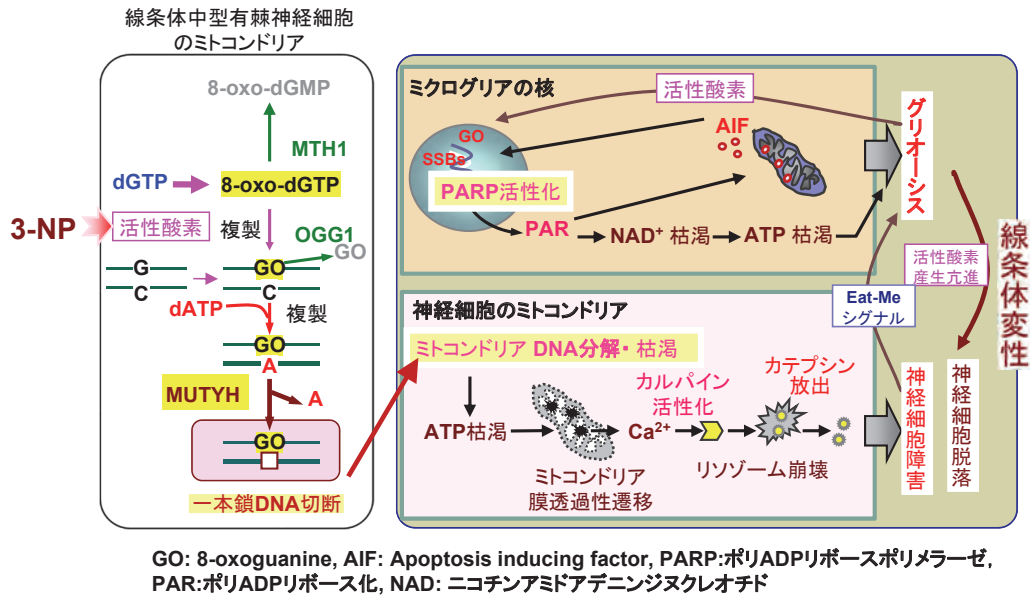 線条体中型有棘神経細胞
のミトコンドリア
8-oxo-dGMP
MTH1
dGTP
8-oxo-dGTP
3-NP
活性酸素
複製
OGG1
GO
G
C
GO
C
dATP
複製
GO
A
MUTYH
A
GO
一本鎖DNA切断
ミクログリアの核
活性酸素
GO
SSBs
PARP活性化
AIF
PAR
NAD⁺ 枯渇
ATP 枯渇
グリオーシス
活性酸素
産生亢進
Eat-Me
シグナル
線条体変性
神経細胞のミトコンドリア
ミトコンドリア DNA分解・枯渇
ATP枯渇
ミトコンドリア
膜透過性遷移
Ca²⁺
カルパイン
活性化
カテプシン
放出
リソゾーム崩壊
神経細胞障害
神経細胞脱落
GO: 8-oxoguanine, AIF: Apoptosis inducing factor, PARP:ポリADPリボースポリメラーゼ,
PAR:ポリADPリボース化, NAD: ニコチンアミドアデニンジヌクレオチド